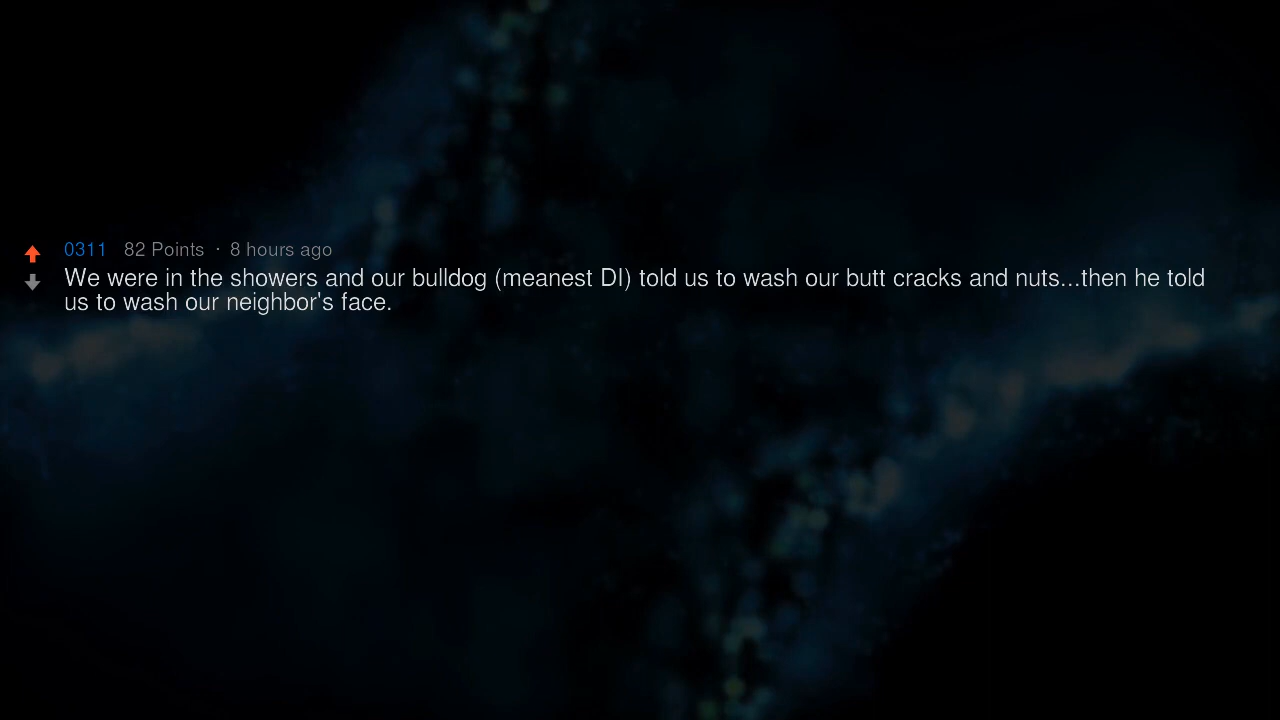 0311 82 Points · 8 hours ago
We were in the showers and our bulldog (meanest DI) told us to wash our butt cracks and nuts...then he told
us to wash our neighbor's face.